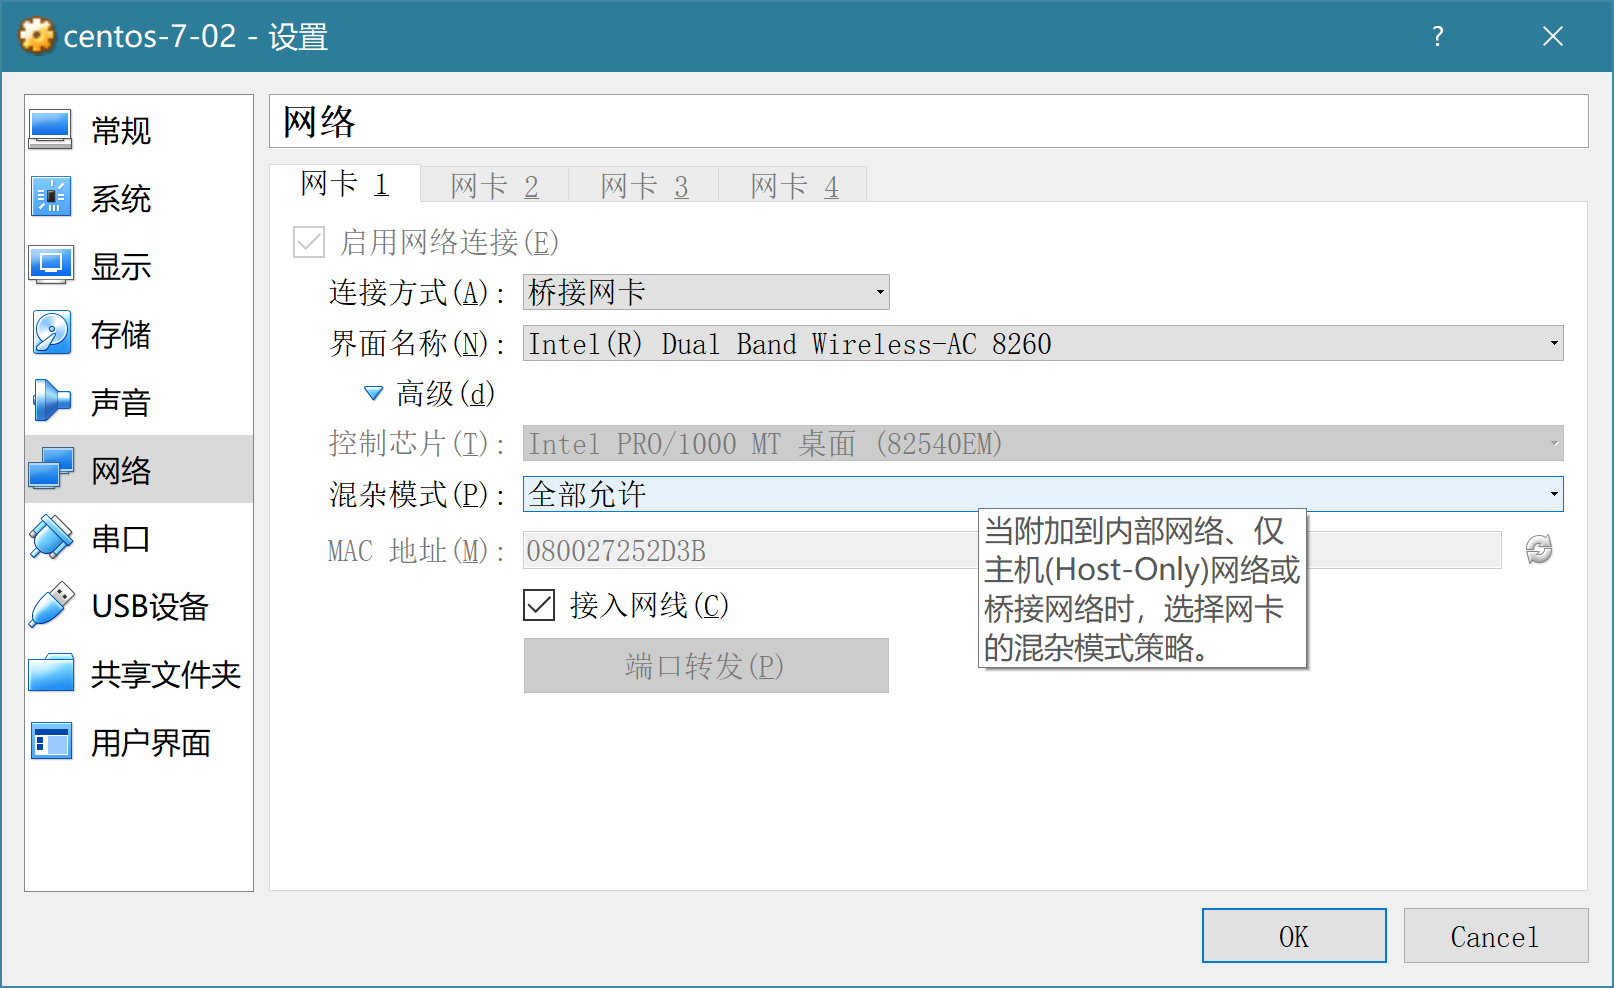 centos-7-02 - 设置
?
常规
系统
显示
存储
声音
网络
串口
USB设备
共享文件夹
用户界面
网络
网卡 1 网卡 2 网卡 3 网卡 4
启用网络连接(E)
连接方式(A): 桥接网卡
界面名称(N): Intel(R) Dual Band Wireless-AC 8260
高级(d)
控制芯片(T): Intel PRO/1000 MT 桌面 (82540EM)
混杂模式(P): 全部允许
MAC 地址(M): 080027252D3B
接入网线(C)
端口转发(P)
当附加到内部网络、仅
主机(Host-Only)网络或
桥接网络时，选择网卡
的混杂模式策略。
OK Cancel